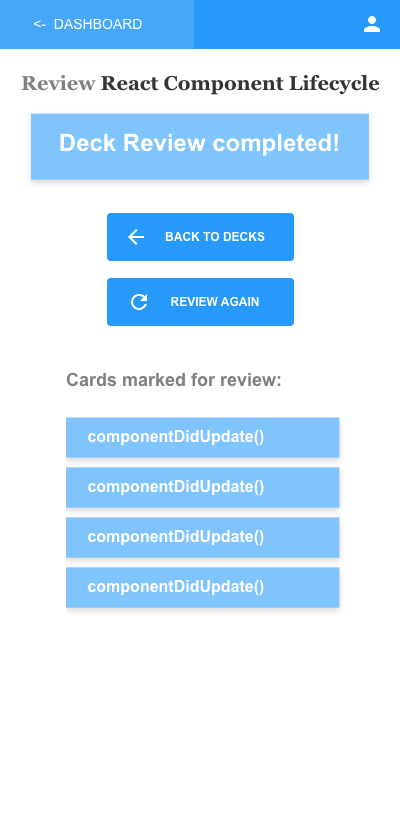 <- DASHBOARD
Review React Component Lifecycle
Deck Review completed!
BACK TO DECKS
REVIEW AGAIN
Cards marked for review:
componentDidUpdate()
componentDidUpdate()
componentDidUpdate()
componentDidUpdate()